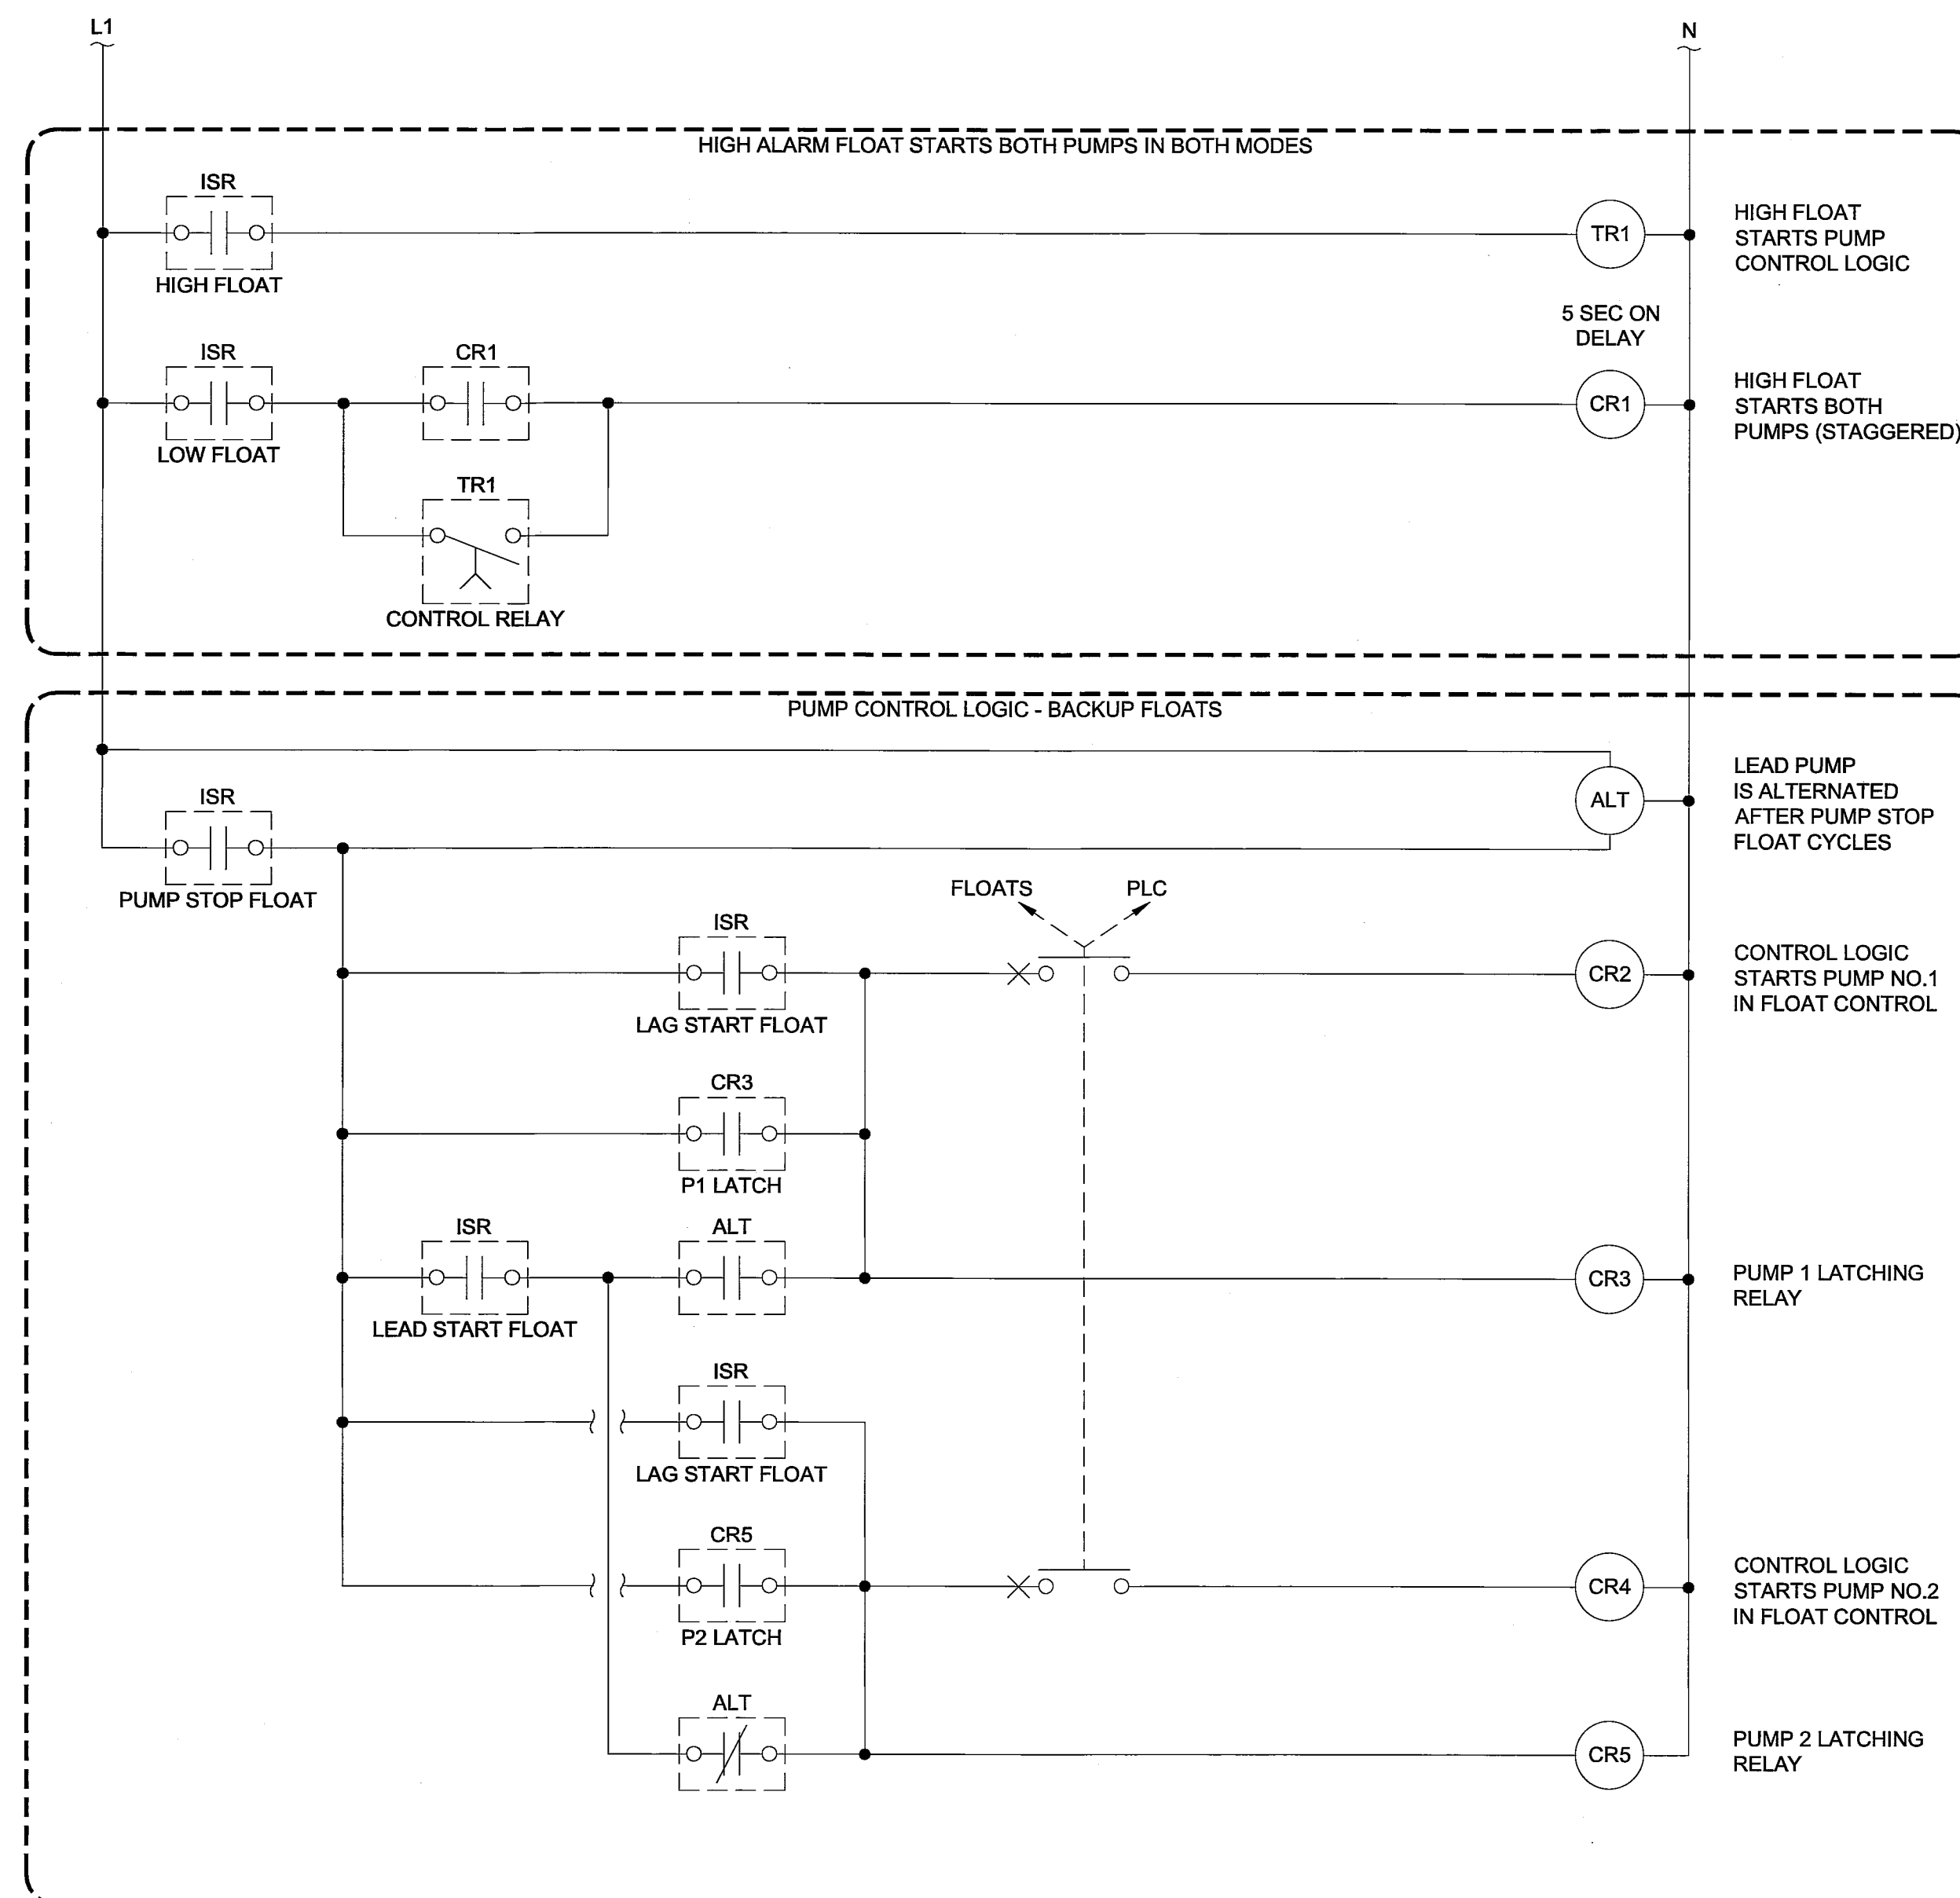 L1
N
HIGH ALARM FLOAT STARTS BOTH PUMPS IN BOTH MODES
ISR
HIGH FLOAT
TR1
HIGH FLOAT
STARTS PUMP
CONTROL LOGIC
5 SEC ON
DELAY
ISR
LOW FLOAT
CR1
CR1
HIGH FLOAT
STARTS BOTH
PUMPS (STAGGERED)
TR1
CONTROL RELAY
PUMP CONTROL LOGIC - BACKUP FLOATS
ALT
LEAD PUMP
IS ALTERNATED
AFTER PUMP STOP
FLOAT CYCLES
ISR
PUMP STOP FLOAT
FLOATS
PLC
ISR
LAG START FLOAT
CR2
CONTROL LOGIC
STARTS PUMP NO.1
IN FLOAT CONTROL
CR3
P1 LATCH
ISR
LEAD START FLOAT
ALT
CR3
PUMP 1 LATCHING
RELAY
ISR
LAG START FLOAT
CR5
P2 LATCH
CR4
CONTROL LOGIC
STARTS PUMP NO.2
IN FLOAT CONTROL
ALT
CR5
PUMP 2 LATCHING
RELAY